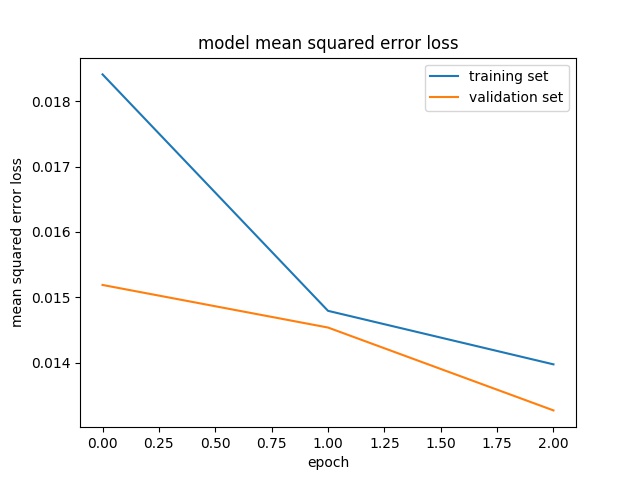 model mean squared error loss
training set
validation set
0.018
0.017
0.016
0.015
0.014
mean squared error loss
0.00 0.25 0.50 0.75 1.00 1.25 1.50 1.75 2.00
epoch